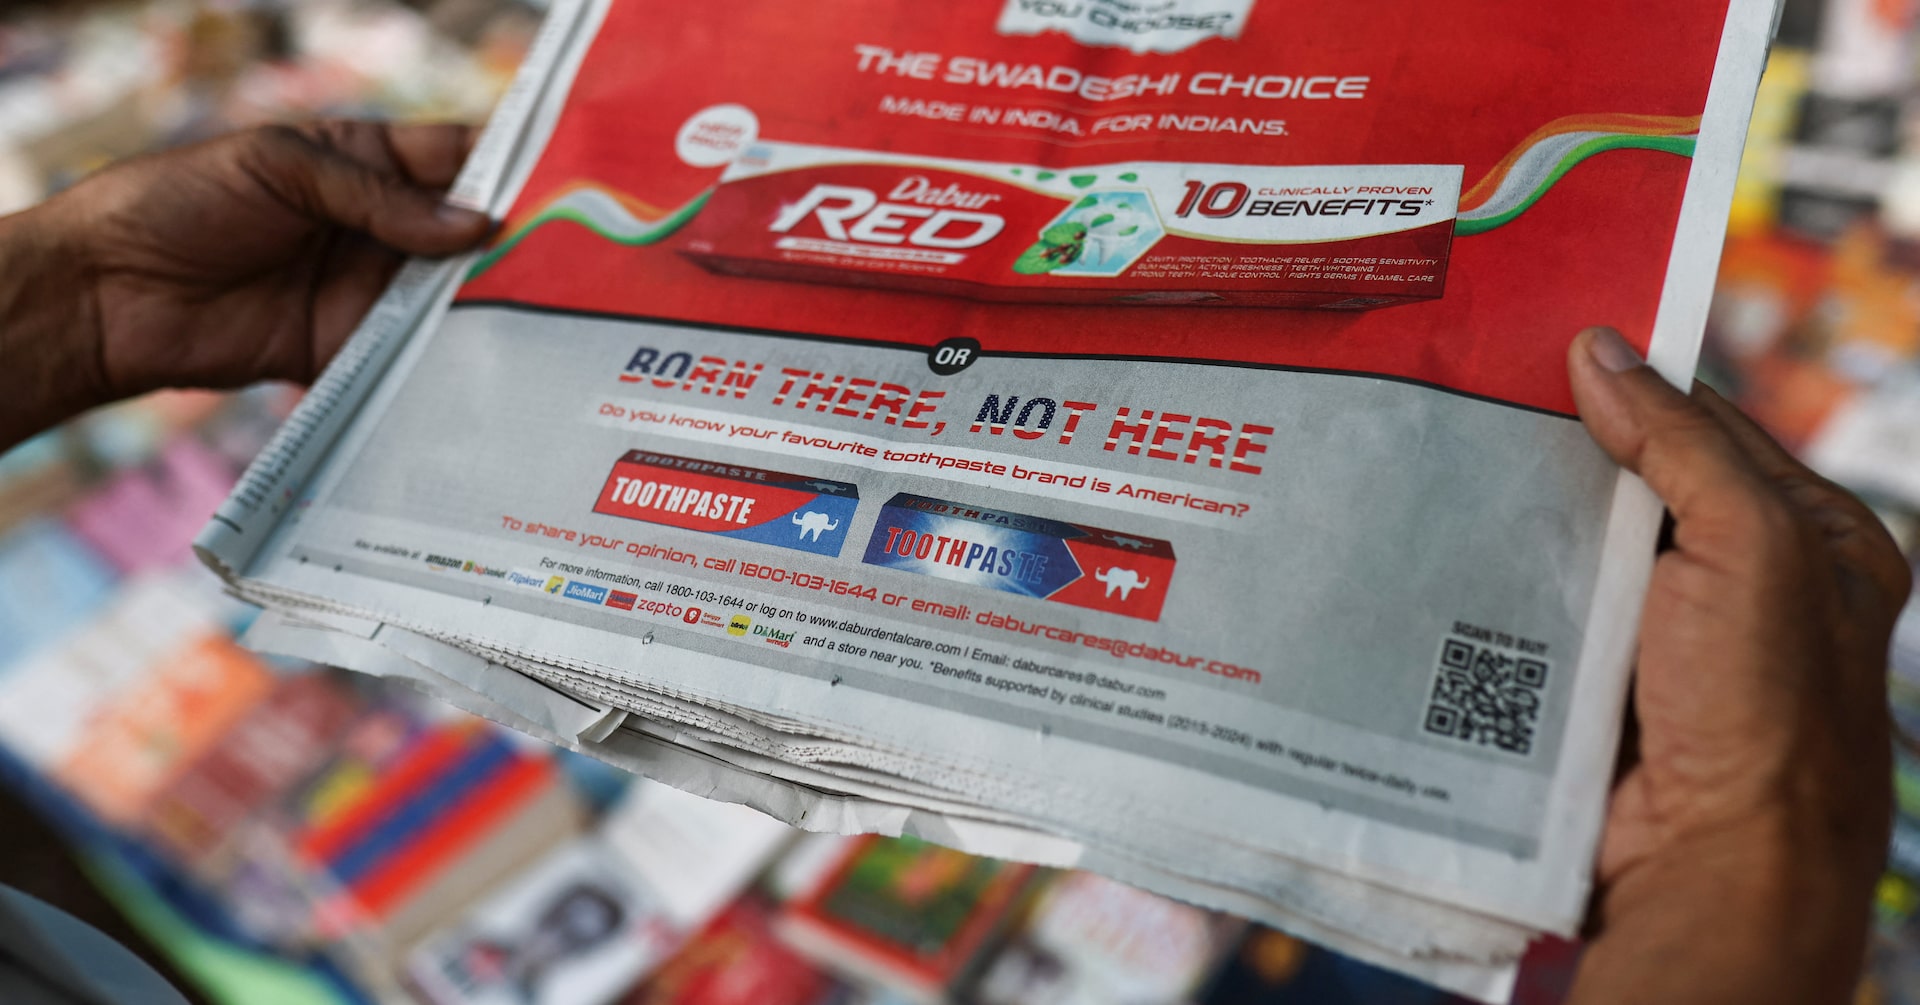 YOU CHOOSE?
THE SWADESHI CHOICE
MADE IN INDIA, FOR INDIANS.
Dabur
RED
10 CLINICALLY PROVEN
BENEFITS*
CAVITY PROTECTION | TOOTHACHE RELIEF | SOOTHES SENSITIVITY
GUM HEALTH | ACTIVE FRESHNESS | TEETH WHITENING |
STRONG TEETH | PLAQUE CONTROL | FIGHTS GERMS | ENAMEL CARE
OR
BORN THERE, NOT HERE
Do you know your favourite toothpaste brand is American?
TOOTHPASTE
TOOTHPASTE
TOOTHPASTE
TOOTHPASTE
To share your opinion, call 1800-103-1644 or email: daburcares@dabur.com
For more information, call 1800-103-1644 or log on to www.daburdentalcare.com | Email: daburcares@dabur.com
Also available at amazon bigbasket Flipkart JioMart zepto blinkit DMart and a store near you. *Benefits supported by clinical studies (2015-2024) with regular twice-daily use.
SCAN TO BUY